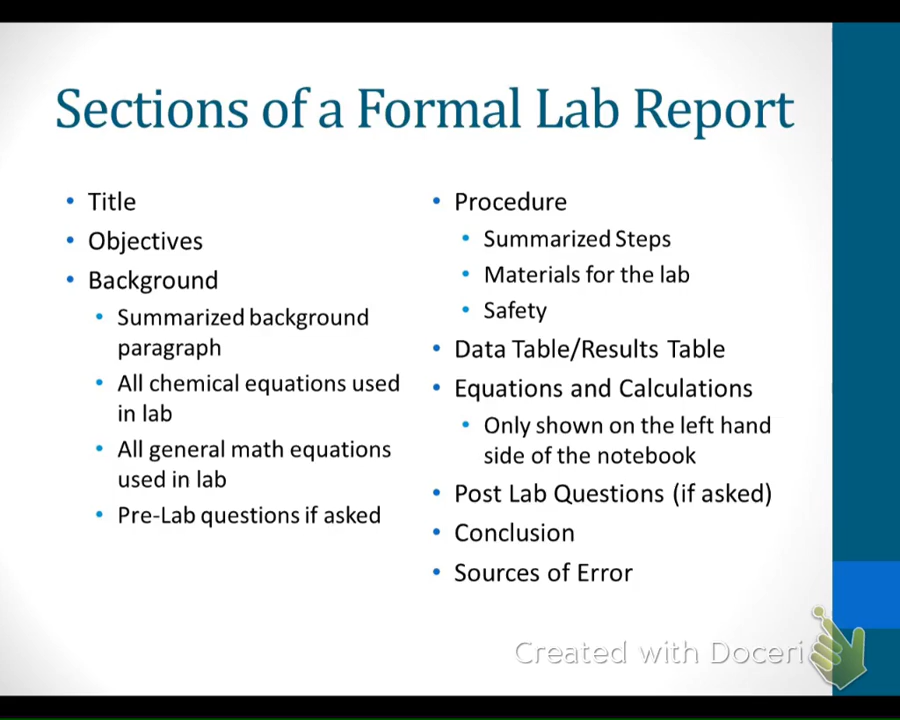 Sections of a Formal Lab Report
• Title
• Objectives
• Background
• Summarized background
paragraph
• All chemical equations used
in lab
• All general math equations
used in lab
• Pre-Lab questions if asked
• Procedure
• Summarized Steps
• Materials for the lab
• Safety
• Data Table/Results Table
• Equations and Calculations
• Only shown on the left hand
side of the notebook
• Post Lab Questions (if asked)
• Conclusion
• Sources of Error
Created with Doceri